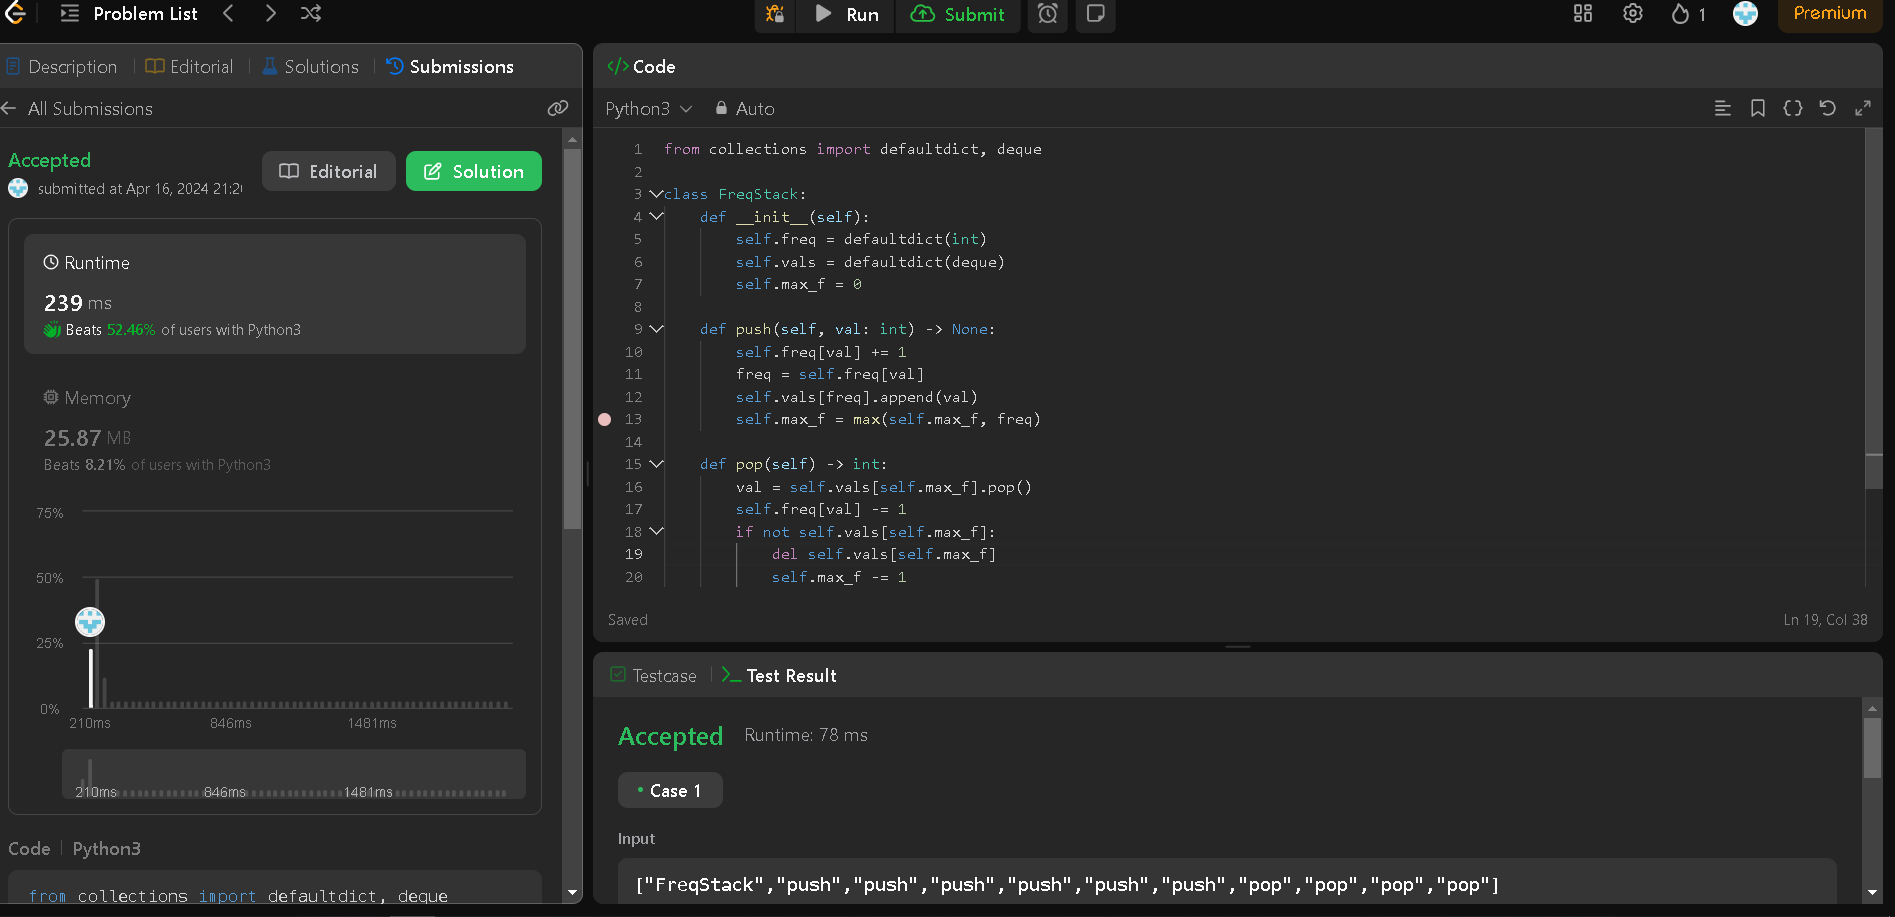 Problem List
Run
Submit
1
Premium
Description
Editorial
Solutions
Submissions
All Submissions
Accepted
submitted at Apr 16, 2024 21:2
Editorial
Solution
Runtime
239 ms
Beats 52.46% of users with Python3
Memory
25.87 MB
Beats 8.21% of users with Python3
75%
50%
25%
0%
210ms 846ms 1481ms
210ms 846ms 1481ms
Code Python3
from collections import defaultdict, deque
</> Code
Python3 Auto
1 from collections import defaultdict, deque
2
3 class FreqStack:
4 def __init__(self):
5 self.freq = defaultdict(int)
6 self.vals = defaultdict(deque)
7 self.max_f = 0
8
9 def push(self, val: int) -> None:
10 self.freq[val] += 1
11 freq = self.freq[val]
12 self.vals[freq].append(val)
13 self.max_f = max(self.max_f, freq)
14
15 def pop(self) -> int:
16 val = self.vals[self.max_f].pop()
17 self.freq[val] -= 1
18 if not self.vals[self.max_f]:
19 del self.vals[self.max_f]
20 self.max_f -= 1
Saved
Ln 19, Col 38
Testcase
Test Result
Accepted Runtime: 78 ms
• Case 1
Input
["FreqStack","push","push","push","push","push","push","pop","pop","pop","pop"]